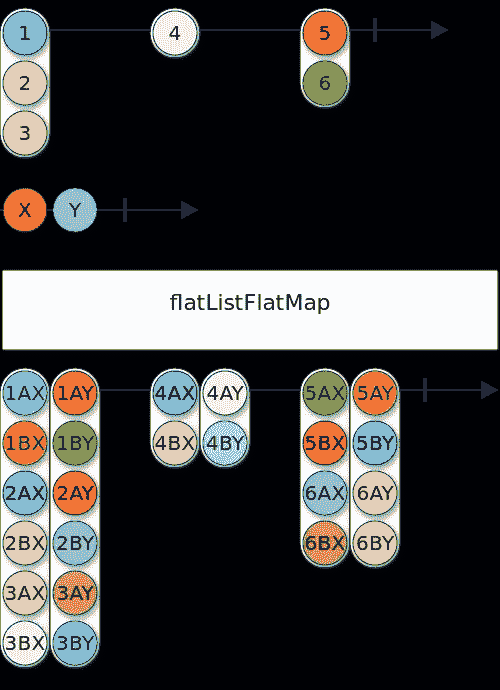 1 4 5
2 6
3
X Y
flatListFlatMap
1AX 1AY 4AX 4AY 5AX 5AY
1BX 1BY 4BX 4BY 5BX 5BY
2AX 2AY 6AX 6AY
2BX 2BY 6BX 6BY
3AX 3AY
3BX 3BY